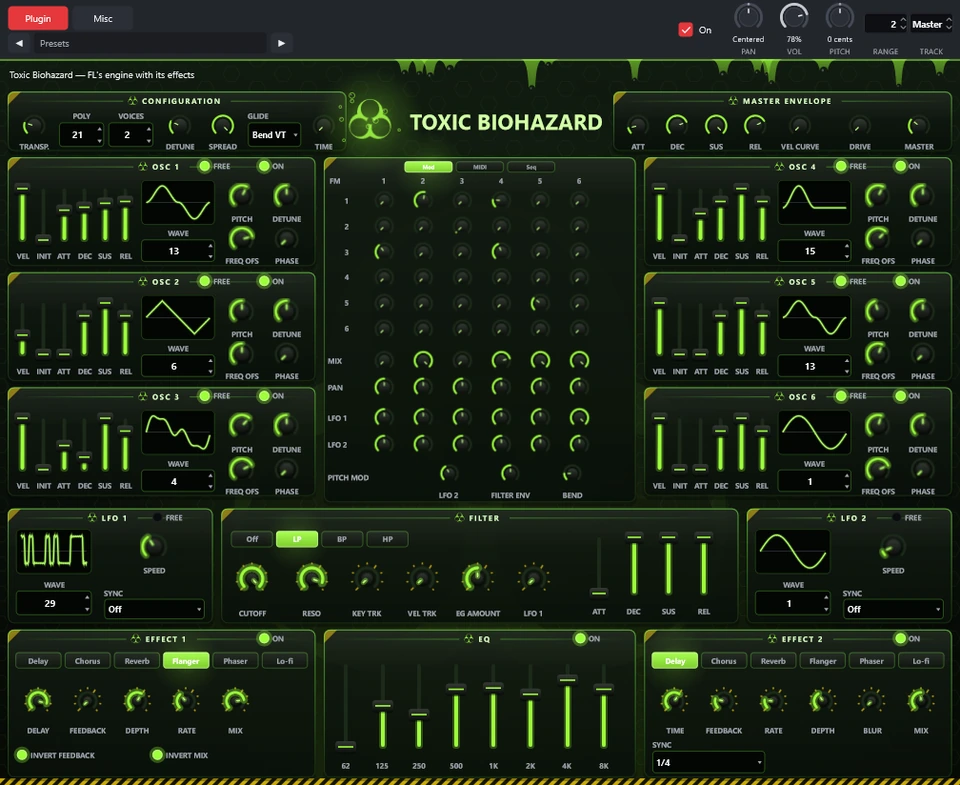 Plugin Misc
On
2 Master
Presets
Centered 78% 0 cents
PAN VOL PITCH RANGE TRACK
Toxic Biohazard — FL's engine with its effects
CONFIGURATION
POLY VOICES GLIDE
21 2 Bend VT
TRANSP. DETUNE SPREAD TIME
TOXIC BIOHAZARD
MASTER ENVELOPE
ATT DEC SUS REL VEL CURVE DRIVE MASTER
OSC 1 FREE ON
PITCH DETUNE
WAVE
13
VEL INIT ATT DEC SUS REL FREQ OFS PHASE
OSC 2 FREE ON
PITCH DETUNE
WAVE
6
VEL INIT ATT DEC SUS REL FREQ OFS PHASE
OSC 3 FREE ON
PITCH DETUNE
WAVE
4
VEL INIT ATT DEC SUS REL FREQ OFS PHASE
Mod MIDI Seq
FM 1 2 3 4 5 6
1
2
3
4
5
6
MIX
PAN
LFO 1
LFO 2
PITCH MOD
LFO 2 FILTER ENV BEND
OSC 4 FREE ON
PITCH DETUNE
WAVE
15
VEL INIT ATT DEC SUS REL FREQ OFS PHASE
OSC 5 FREE ON
PITCH DETUNE
WAVE
13
VEL INIT ATT DEC SUS REL FREQ OFS PHASE
OSC 6 FREE ON
PITCH DETUNE
WAVE
1
VEL INIT ATT DEC SUS REL FREQ OFS PHASE
LFO 1 FREE
SPEED
WAVE SYNC
29 Off
FILTER
Off LP BP HP
CUTOFF RESO KEY TRK VEL TRK EG AMOUNT LFO 1 ATT DEC SUS REL
LFO 2 FREE
SPEED
WAVE SYNC
1 Off
EFFECT 1 ON
Delay Chorus Reverb Flanger Phaser Lo-fi
DELAY FEEDBACK DEPTH RATE MIX
INVERT FEEDBACK INVERT MIX
EQ ON
62 125 250 500 1K 2K 4K 8K
EFFECT 2 ON
Delay Chorus Reverb Flanger Phaser Lo-fi
TIME FEEDBACK RATE DEPTH BLUR MIX
SYNC
1/4